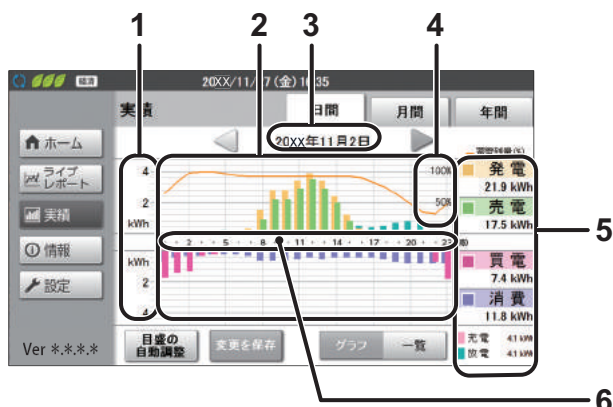 1 2 3 4
経済 20XX/11/ 7 (金) 1 :35
実績 日間 月間 年間
20XX年11月2日
ホーム
ライブ
レポート
実績
情報
設定
Ver *.*.*.*
4
2
kWh
kWh
2
4
100%
50%
2 5 8 11 14 17 20 23
発電
21.9 kWh
売電
17.5 kWh
買電
7.4 kWh
消費
11.8 kWh
充電 4.1 kWh
放電 4.1 kWh
目盛の
自動調整
変更を保存
グラフ 一覧
5
6